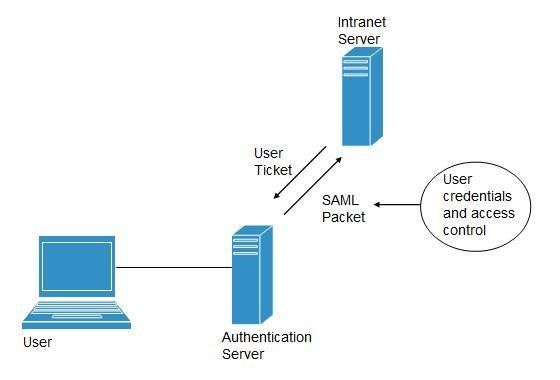 Intranet
Server
User
Ticket
SAML
Packet
User
credentials
and access
control
User
Authentication
Server